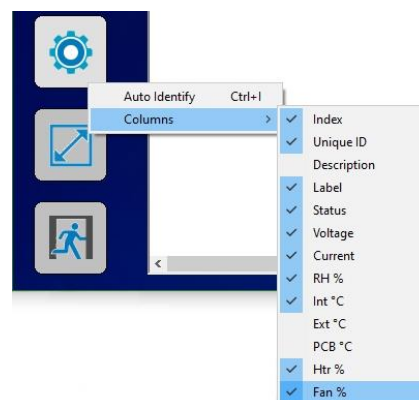 Auto Identify Ctrl+I
Columns >
Index
Unique ID
Description
Label
Status
Voltage
Current
RH %
Int °C
Ext °C
PCB °C
Htr %
Fan %